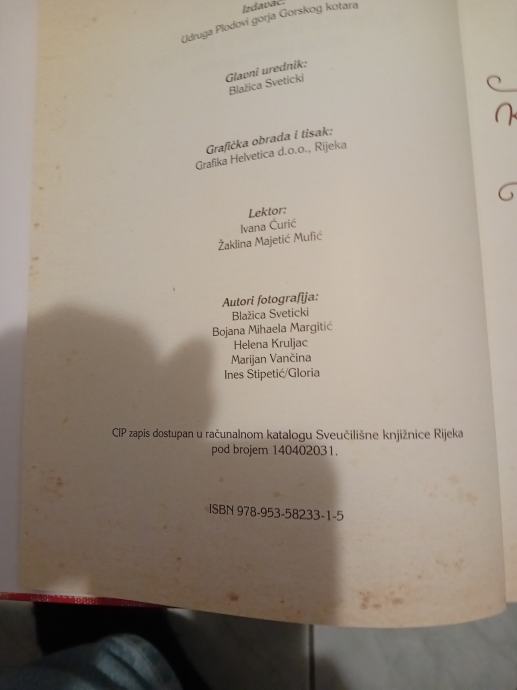 Izdavač:
Udruga Plodovi gorja Gorskog kotara
Glavni urednik:
Blažica Sveticki
Grafička obrada i tisak:
Grafika Helvetica d.o.o., Rijeka
Lektor:
Ivana Ćurić
Žaklina Majetić Mufić
Autori fotografija:
Blažica Sveticki
Bojana Mihaela Margitić
Helena Kruljac
Marijan Vančina
Ines Stipetić/Gloria
CIP zapis dostupan u računalnom katalogu Sveučilišne knjižnice Rijeka
pod brojem 140402031.
ISBN 978-953-58233-1-5